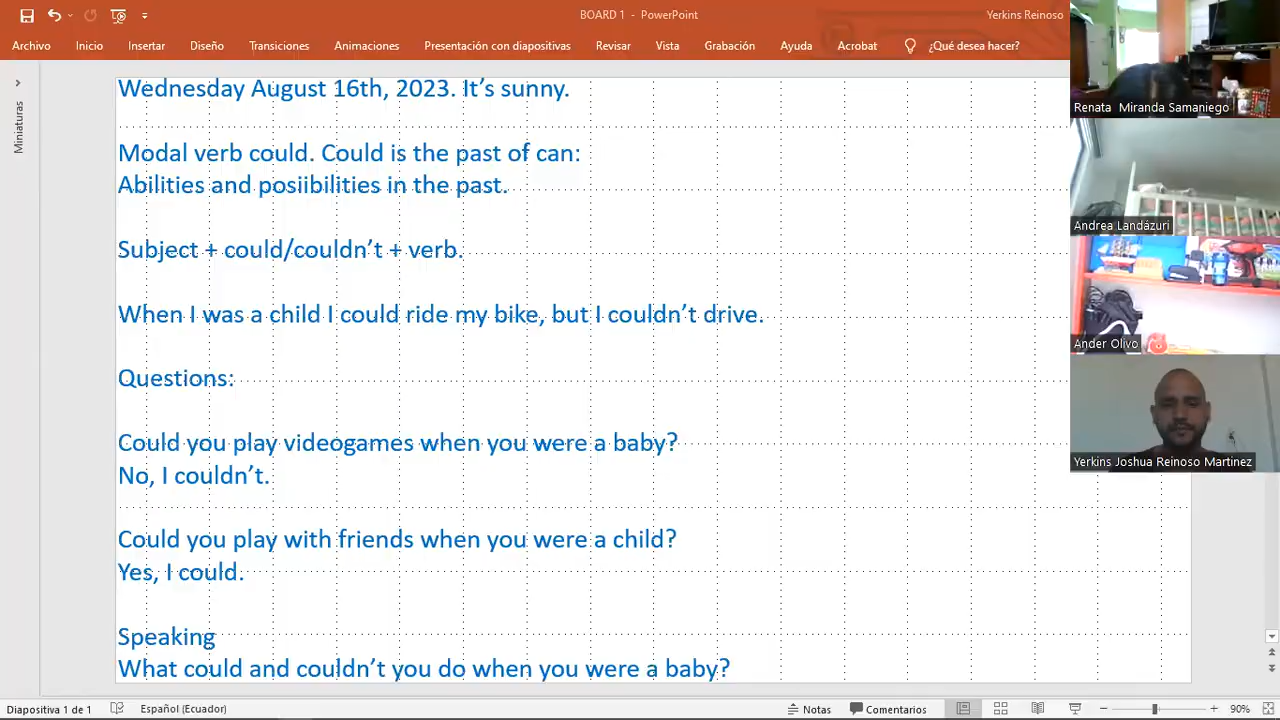 BOARD 1 - PowerPoint
Yerkins Reinoso
Archivo
Inicio
Insertar
Diseño
Transiciones
Animaciones
Presentación con diapositivas
Revisar
Vista
Grabación
Ayuda
Acrobat
¿Qué desea hacer?
Miniaturas
Wednesday August 16th, 2023. It’s sunny.
Modal verb could. Could is the past of can:
Abilities and posiibilities in the past.
Subject + could/couldn’t + verb.
When I was a child I could ride my bike, but I couldn’t drive.
Questions:
Could you play videogames when you were a baby?
No, I couldn’t.
Could you play with friends when you were a child?
Yes, I could.
Speaking
What could and couldn’t you do when you were a baby?
Renata Miranda Samaniego
Andrea Landázuri
Ander Olivo
Yerkins Joshua Reinoso Martinez
Diapositiva 1 de 1
Español (Ecuador)
Notas
Comentarios
90%